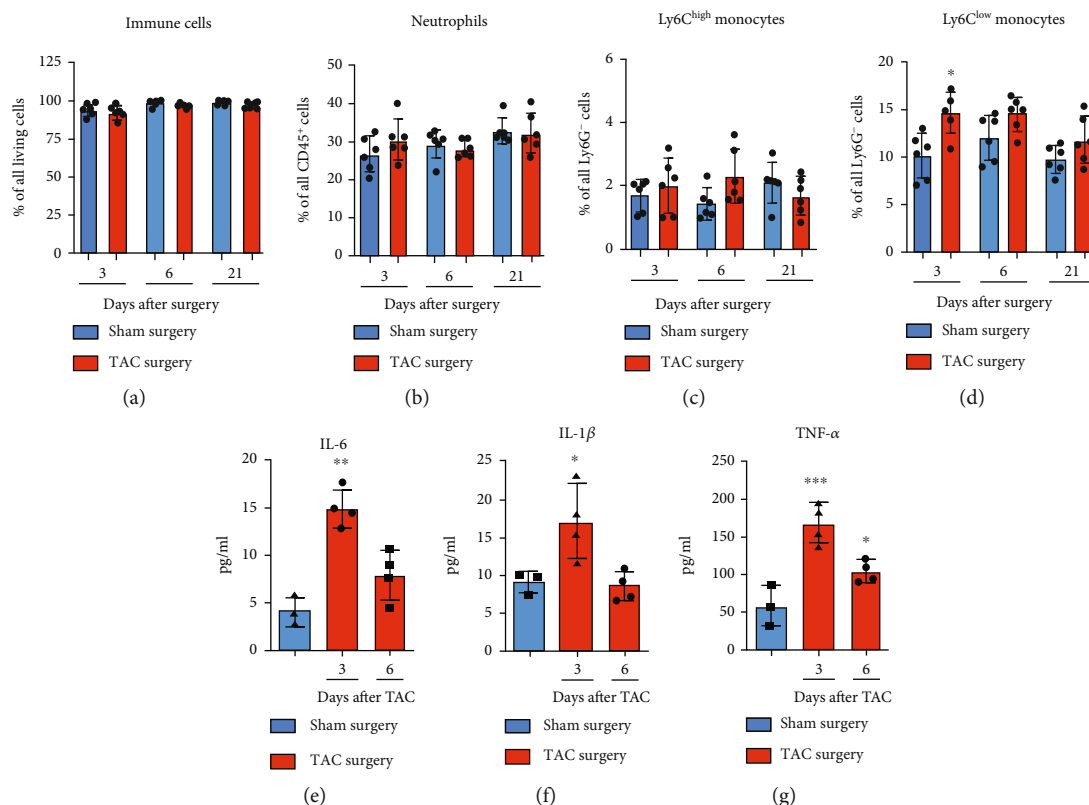 Immune cells
% of all living cells
125
100
75
50
25
0
3 6 21
Days after surgery
Sham surgery
TAC surgery
(a)
Neutrophils
% of all CD45⁺ cells
50
40
30
20
10
0
3 6 21
Days after surgery
Sham surgery
TAC surgery
(b)
Ly6C^high monocytes
% of all Ly6G⁻ cells
6
4
2
0
3 6 21
Days after surgery
Sham surgery
TAC surgery
(c)
Ly6C^low monocytes
% of all Ly6G⁻ cells
20
15
10
5
0
*
3 6 21
Days after surgery
Sham surgery
TAC surgery
(d)
IL-6
pg/ml
20
15
10
5
0
**
3 6
Days after TAC
Sham surgery
TAC surgery
(e)
IL-1β
pg/ml
25
20
15
10
5
0
*
3 6
Days after TAC
Sham surgery
TAC surgery
(f)
TNF-α
pg/ml
250
200
150
100
50
0
***
*
3 6
Days after TAC
Sham surgery
TAC surgery
(g)